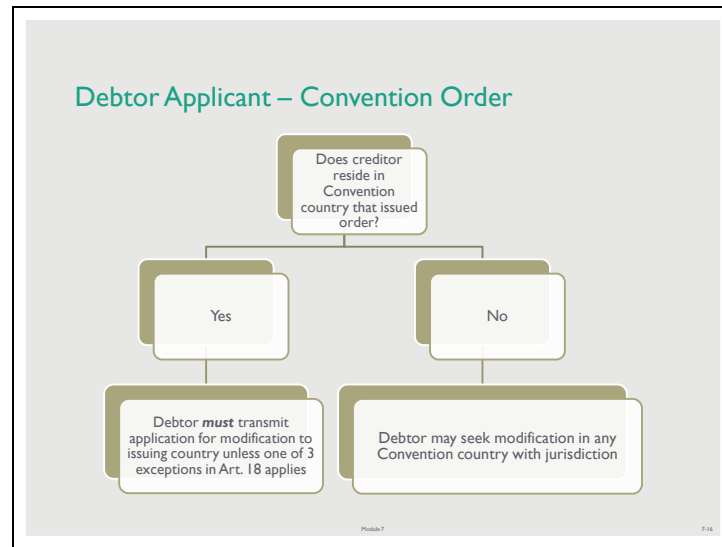 Debtor Applicant – Convention Order
Does creditor
reside in
Convention
country that issued
order?
Yes
No
Debtor must transmit
application for modification to
issuing country unless one of 3
exceptions in Art. 18 applies
Debtor may seek modification in any
Convention country with jurisdiction
Module 7
7-16